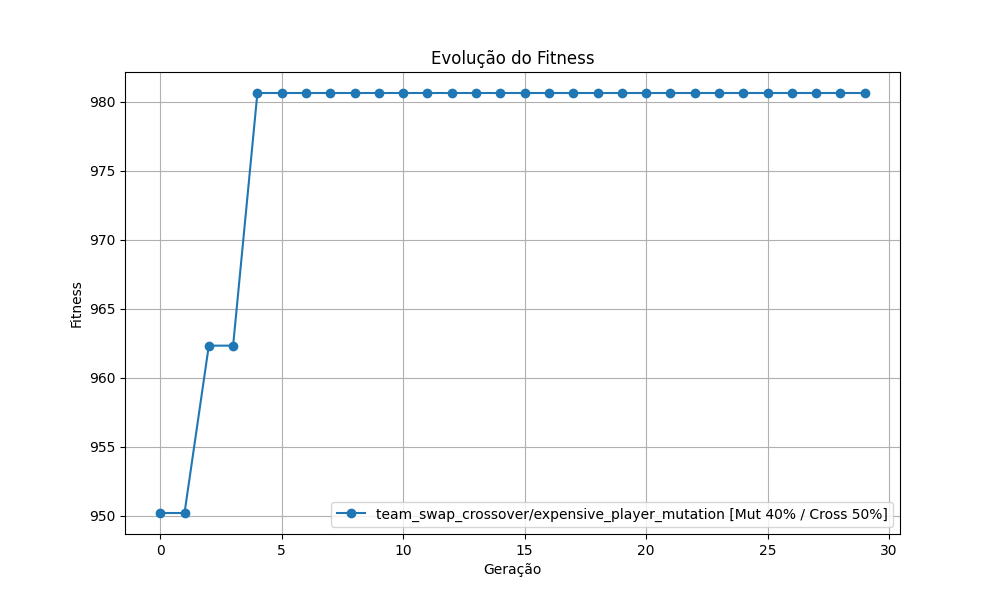 Evolução do Fitness
Fitness
980
975
970
965
960
955
950
team_swap_crossover/expensive_player_mutation [Mut 40% / Cross 50%]
0 5 10 15 20 25 30
Geração